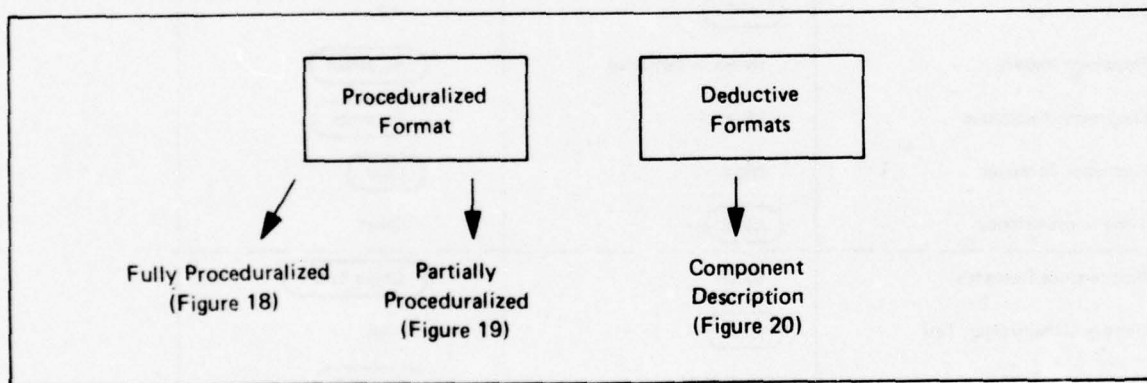 Proceduralized
Format
Deductive
Formats
Fully Proceduralized
(Figure 18)
Partially
Proceduralized
(Figure 19)
Component
Description
(Figure 20)